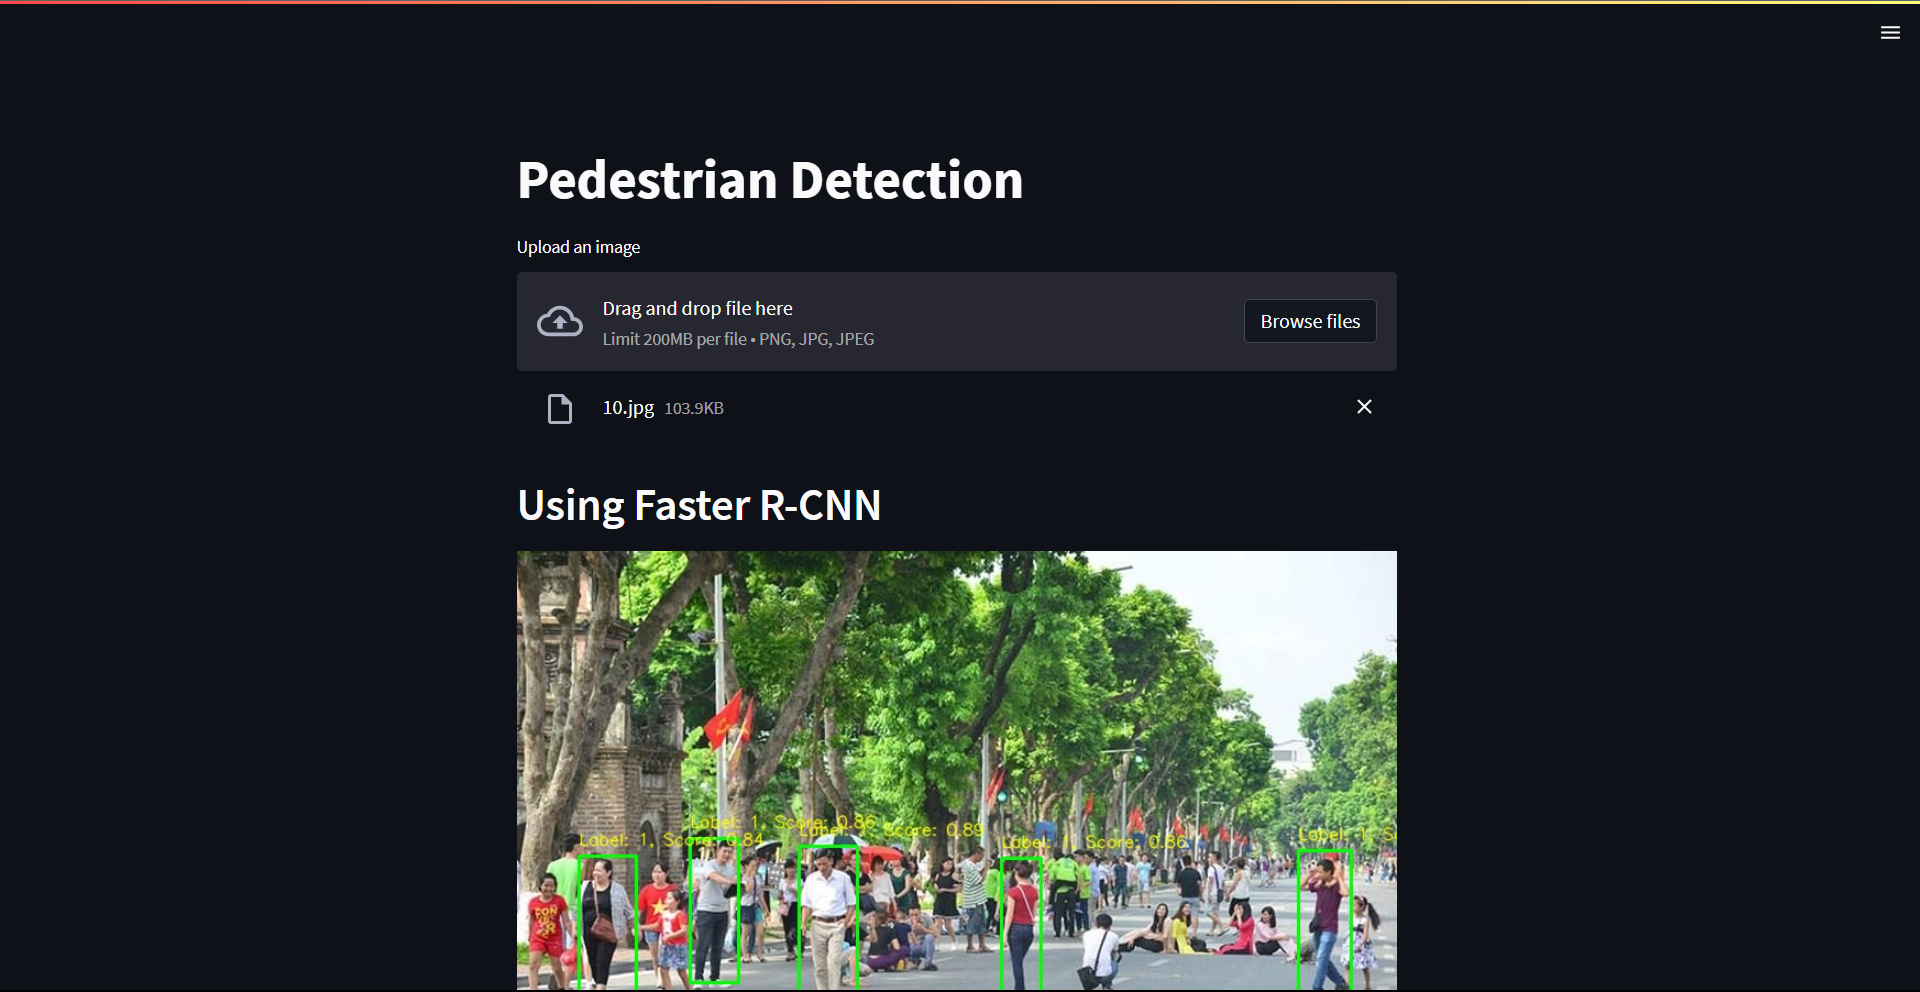 Pedestrian Detection
Upload an image
Drag and drop file here
Limit 200MB per file • PNG, JPG, JPEG
Browse files
10.jpg 103.9KB
Using Faster R-CNN
Label: 1, Score: 0.86
Label: 1, Score: 0.89
Label: 1, S
Label: 1, Score: 0.84
Label: 1, Score: 0.86